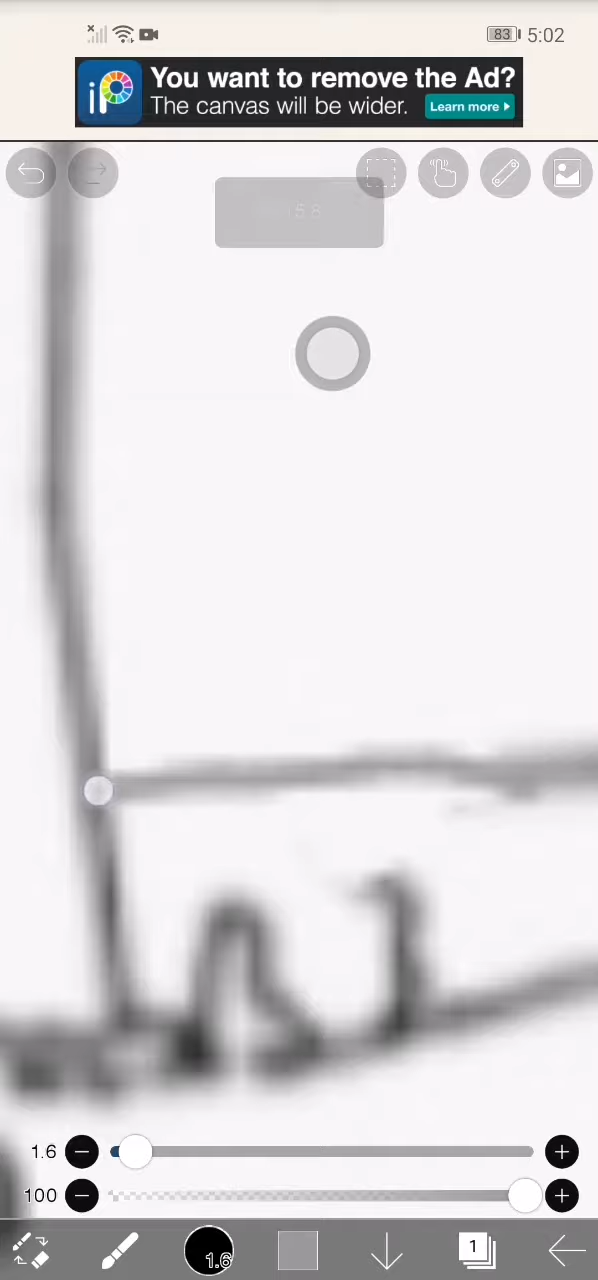 83 5:02
You want to remove the Ad?
The canvas will be wider. Learn more
1.6
100
1.6 1